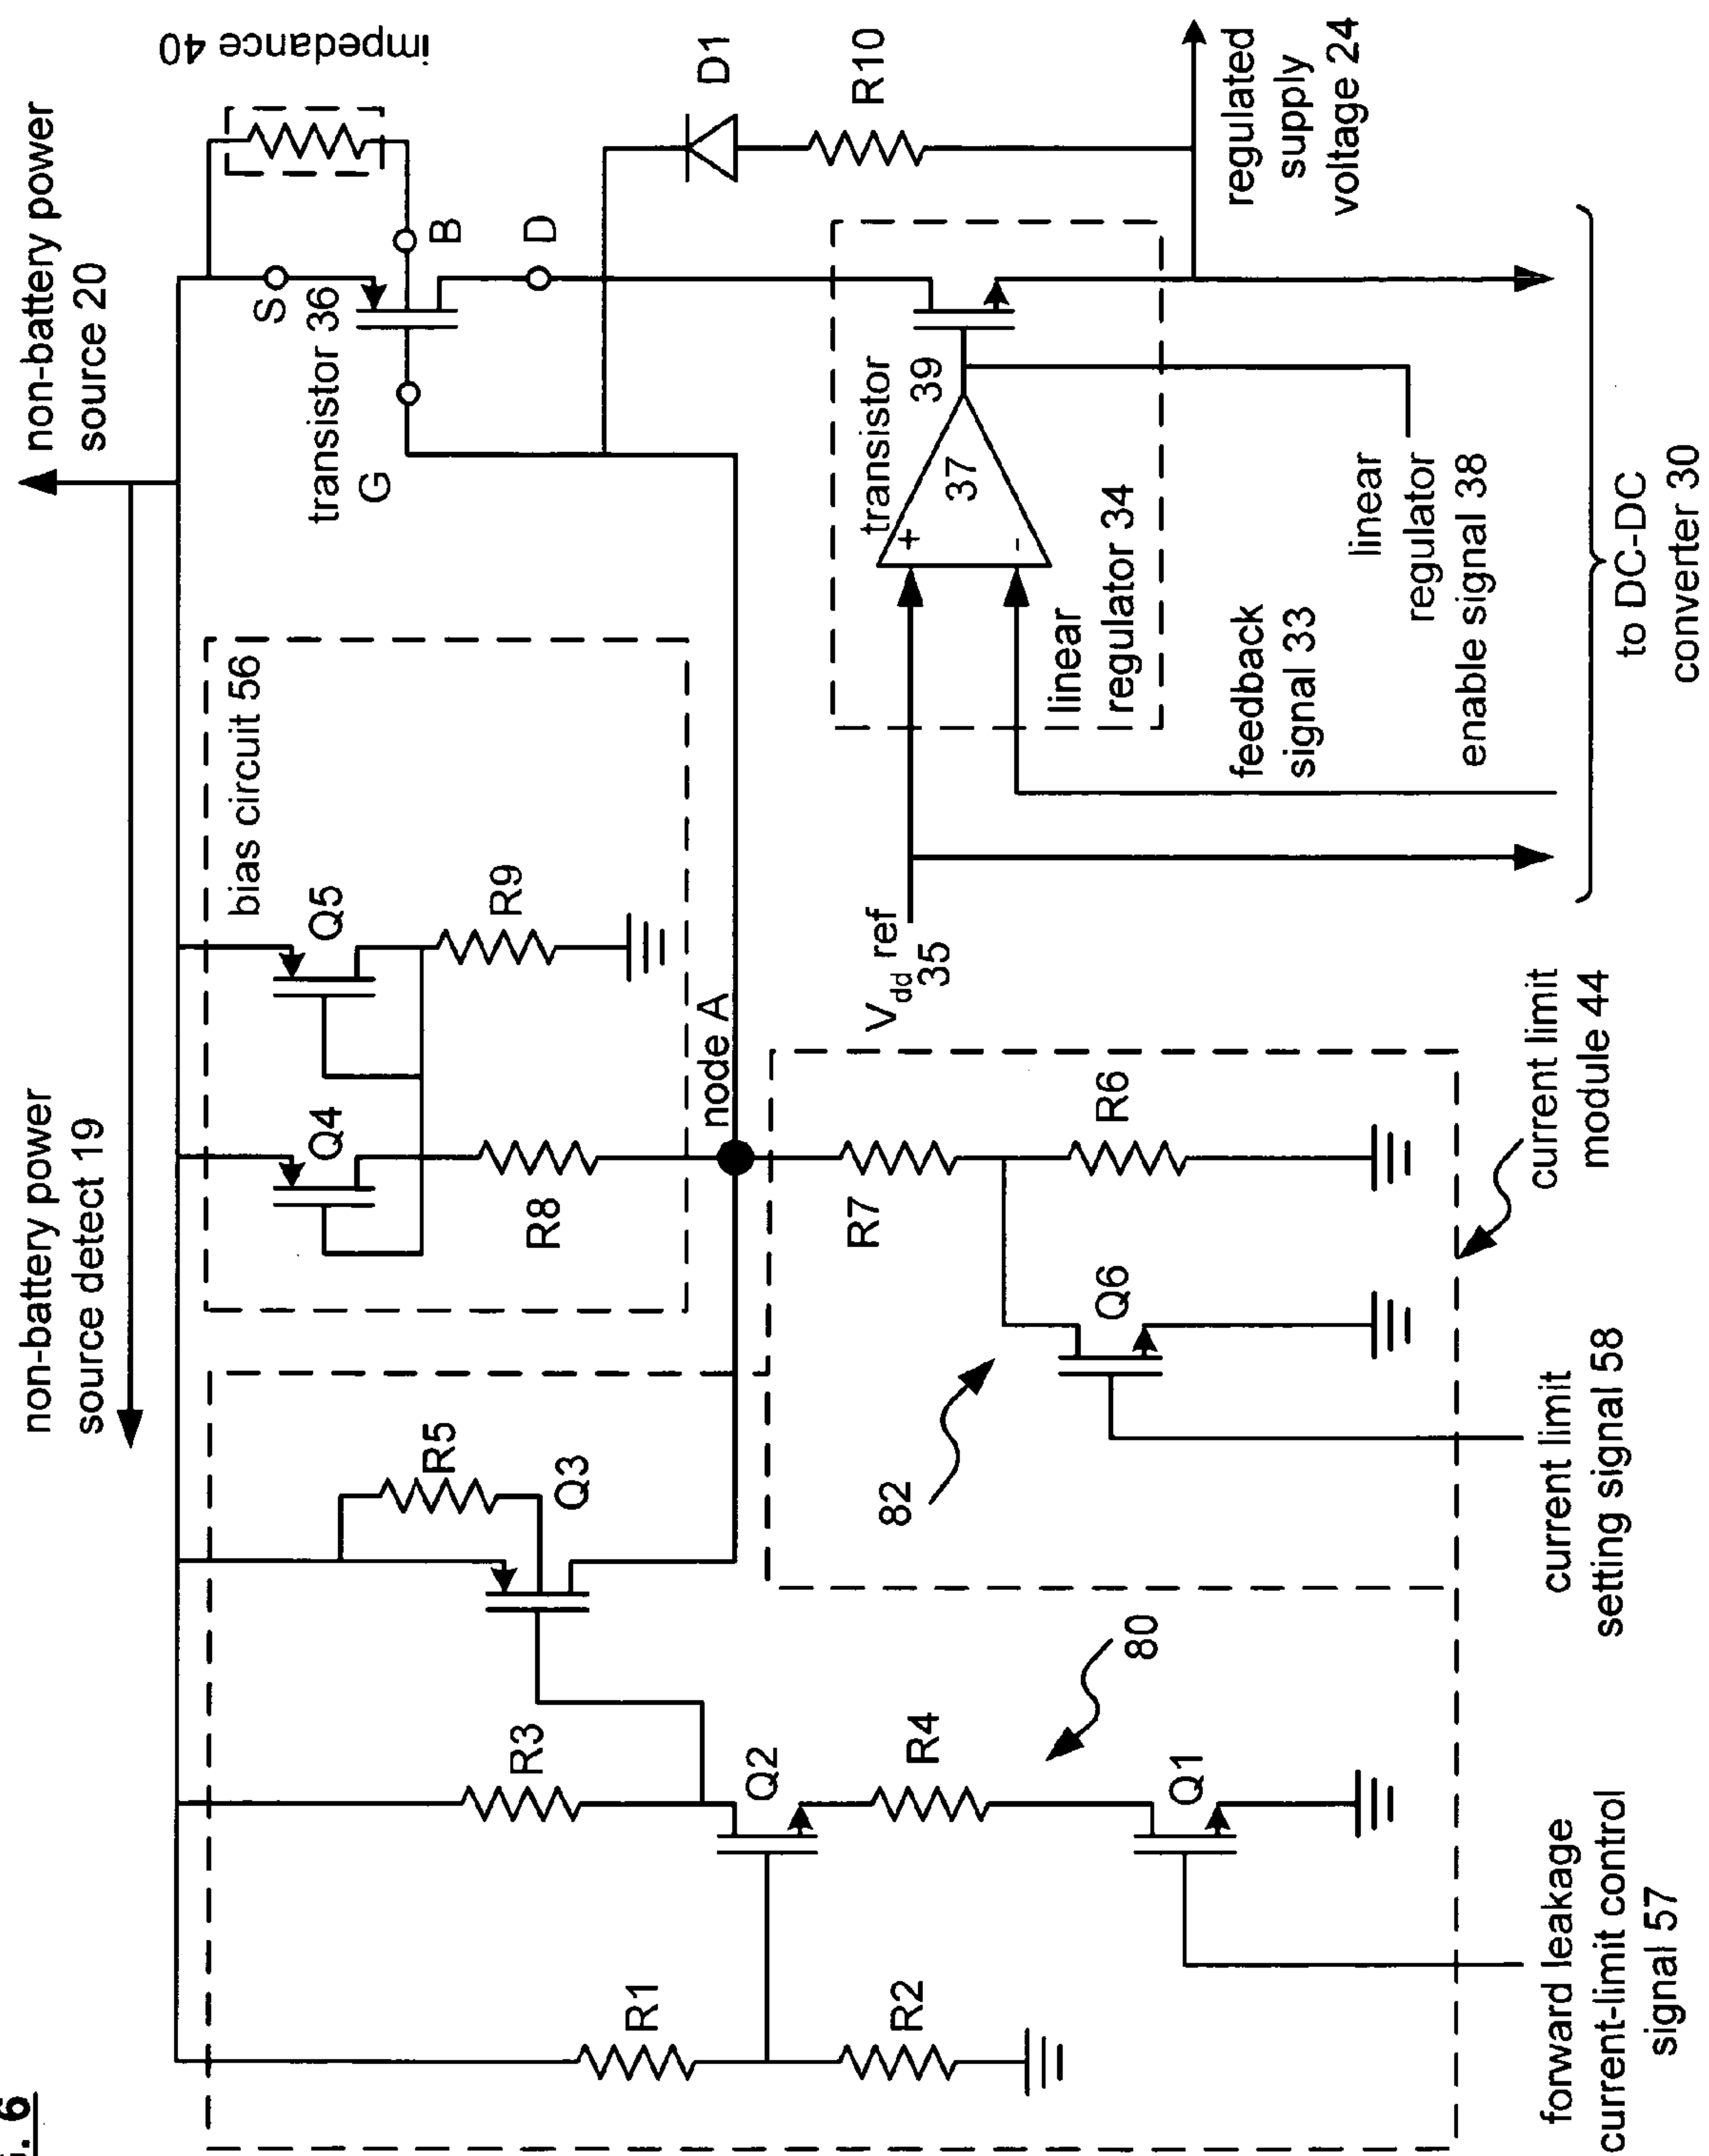 . 6
non-battery power
source detect 19
non-battery power
source 20
impedance 40
bias circuit 56
Q4
Q5
R8
R9
node A
S
transistor 36
G
B
D
D1
R10
R1
R2
R3
Q2
R4
Q1
80
R5
Q3
82
Q6
R7
R6
V dd ref
35
transistor
39
37
+
-
linear
regulator 34
feedback
signal 33
linear
regulator
enable signal 38
regulated
supply
voltage 24
to DC-DC
converter 30
current limit
module 44
current limit
setting signal 58
forward leakage
current-limit control
signal 57